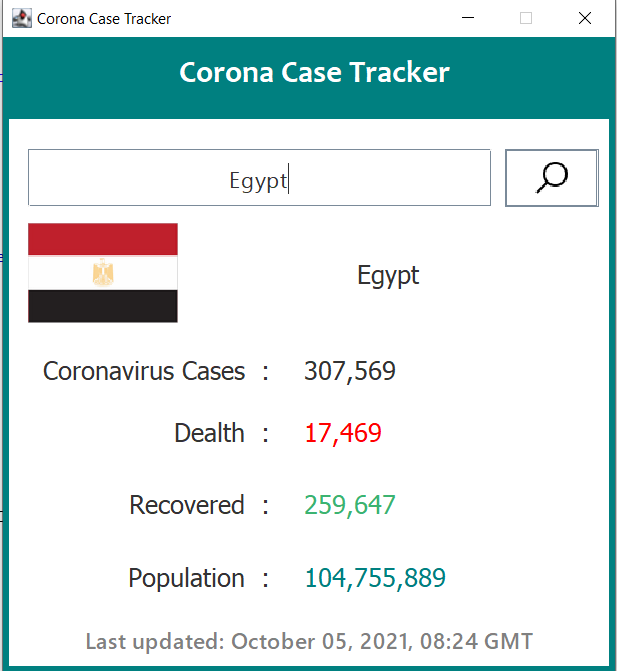 Corona Case Tracker
Corona Case Tracker
Egypt
Egypt
Coronavirus Cases : 307,569
Dealth : 17,469
Recovered : 259,647
Population : 104,755,889
Last updated: October 05, 2021, 08:24 GMT